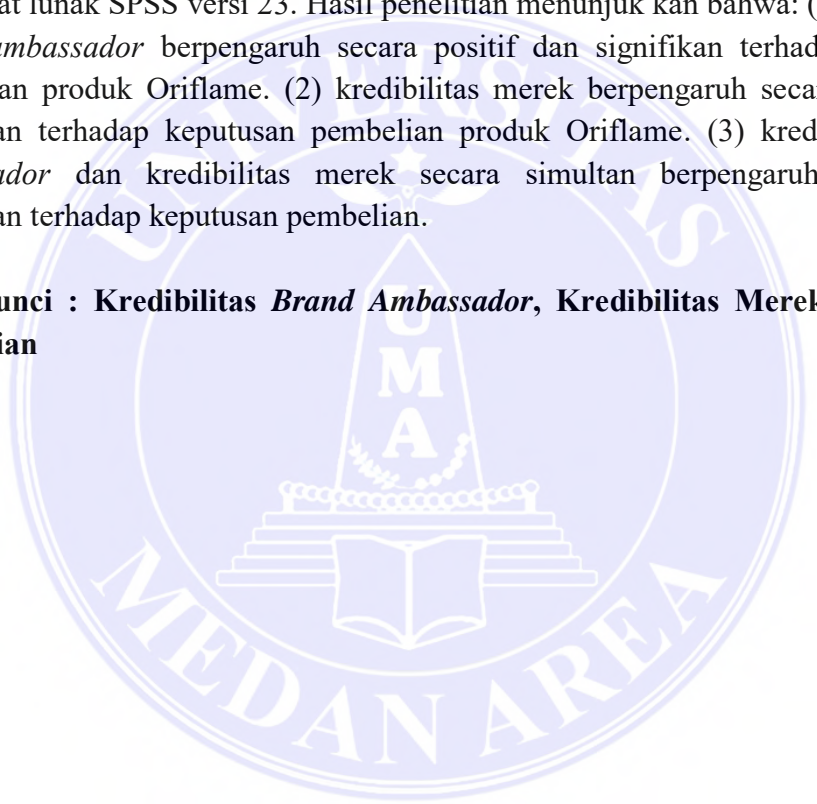 at lunak SPSS versi 23. Hasil penelitian menunjuk kan bahwa: (
ambassador berpengaruh secara positif dan signifikan terhad
an produk Oriflame. (2) kredibilitas merek berpengaruh seca
an terhadap keputusan pembelian produk Oriflame. (3) kred
ador dan kredibilitas merek secara simultan berpengaruh
an terhadap keputusan pembelian.
unci : Kredibilitas Brand Ambassador, Kredibilitas Merek
ian
UNIVERSITAS
U
M
A
MEDAN AREA